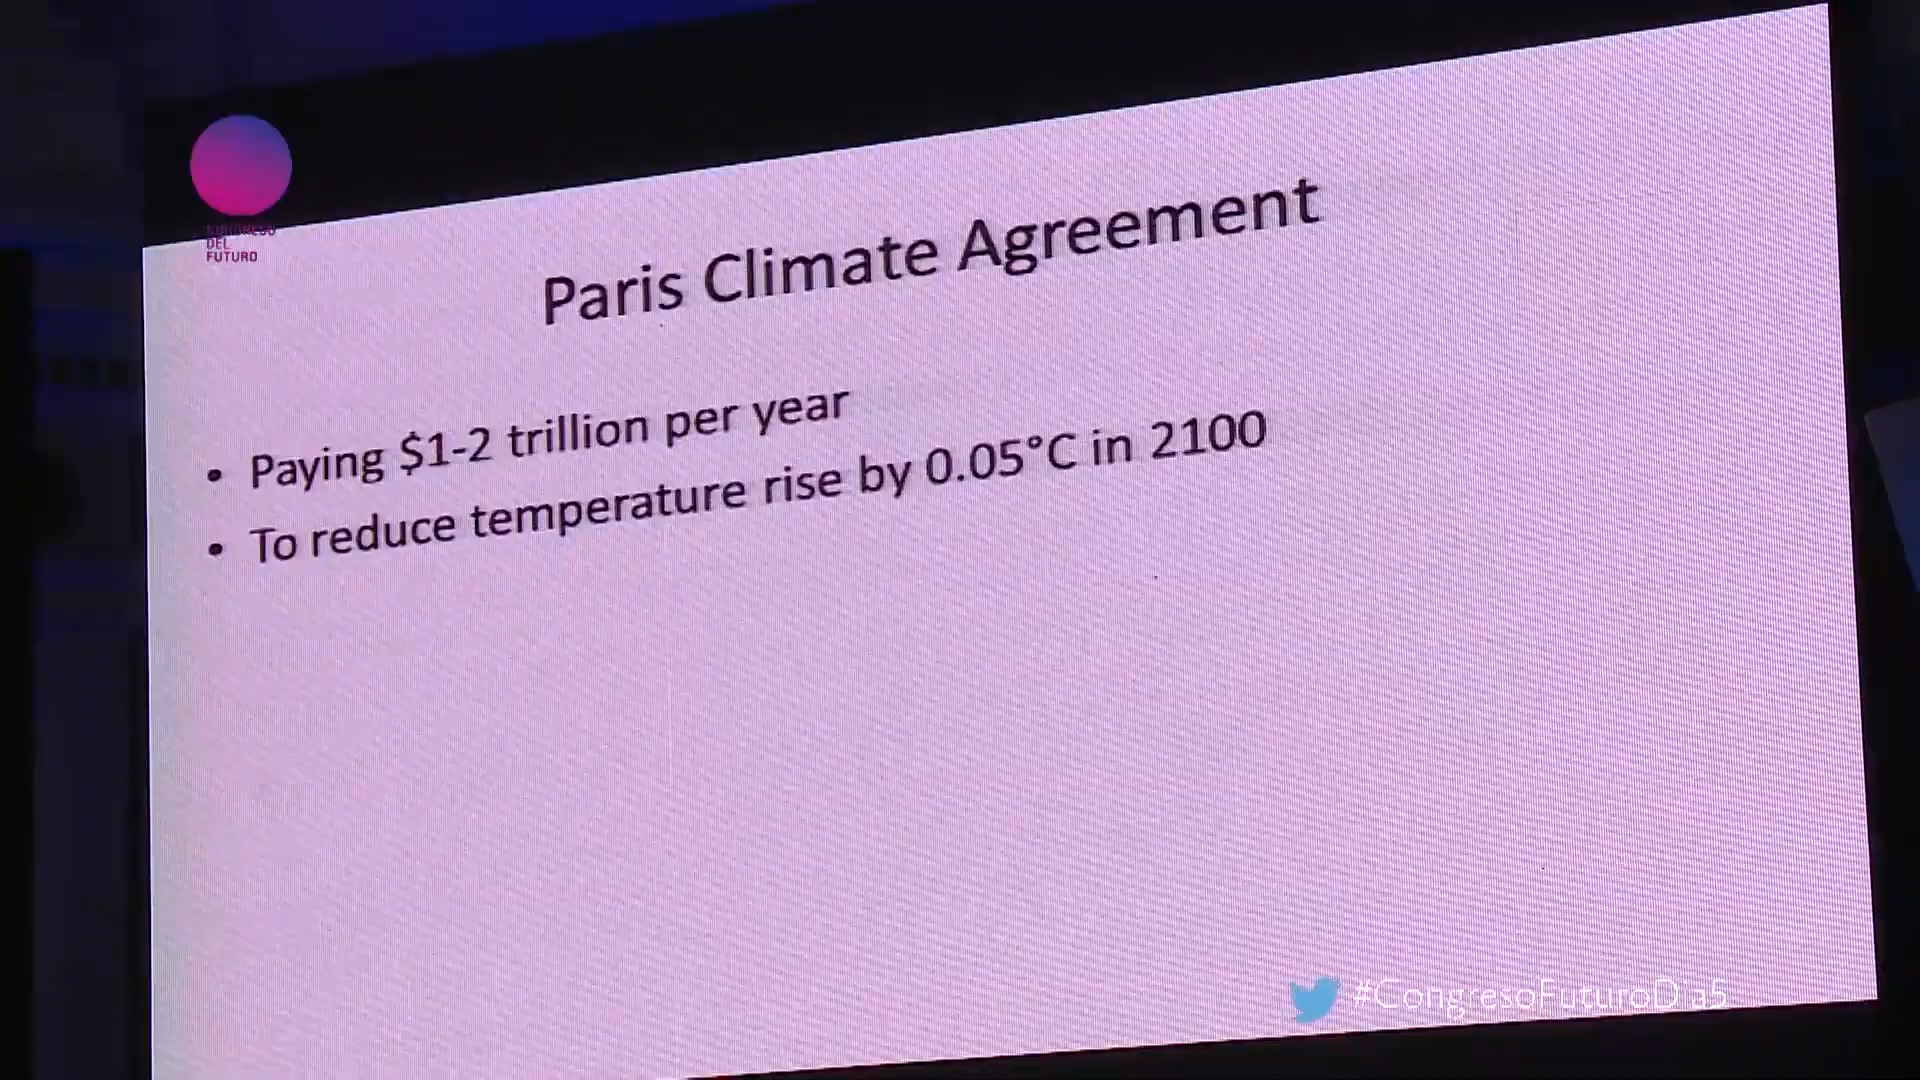 CONGRESO
DEL
FUTURO
Paris Climate Agreement
• Paying $1-2 trillion per year
• To reduce temperature rise by 0.05°C in 2100
#CongresoFuturoDia5